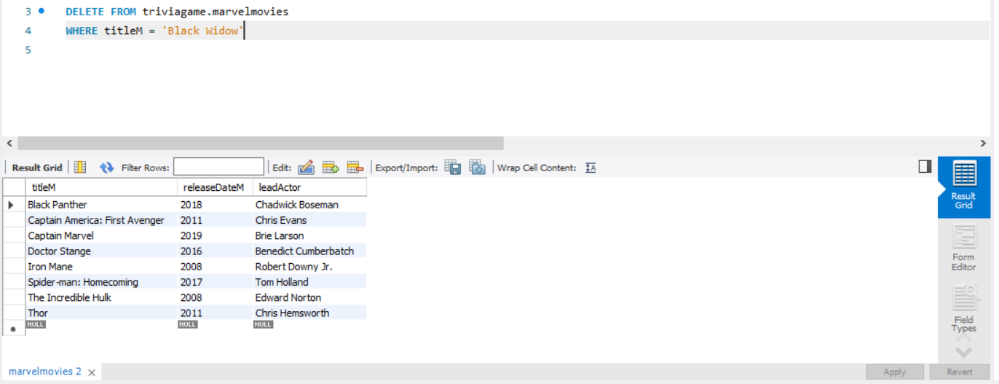 3 DELETE FROM triviagame.marvelmovies
4 WHERE titleM = 'Black Widow'
5
Result Grid Filter Rows: Edit: Export/Import: Wrap Cell Content: IA
titleM releaseDateM leadActor
Black Panther 2018 Chadwick Boseman
Captain America: First Avenger 2011 Chris Evans
Captain Marvel 2019 Brie Larson
Doctor Stange 2016 Benedict Cumberbatch
Iron Mane 2008 Robert Downy Jr.
Spider-man: Homecoming 2017 Tom Holland
The Incredible Hulk 2008 Edward Norton
Thor 2011 Chris Hemsworth
NULL NULL NULL
Result
Grid
Form
Editor
Field
Types
marvelmovies 2 Apply Revert